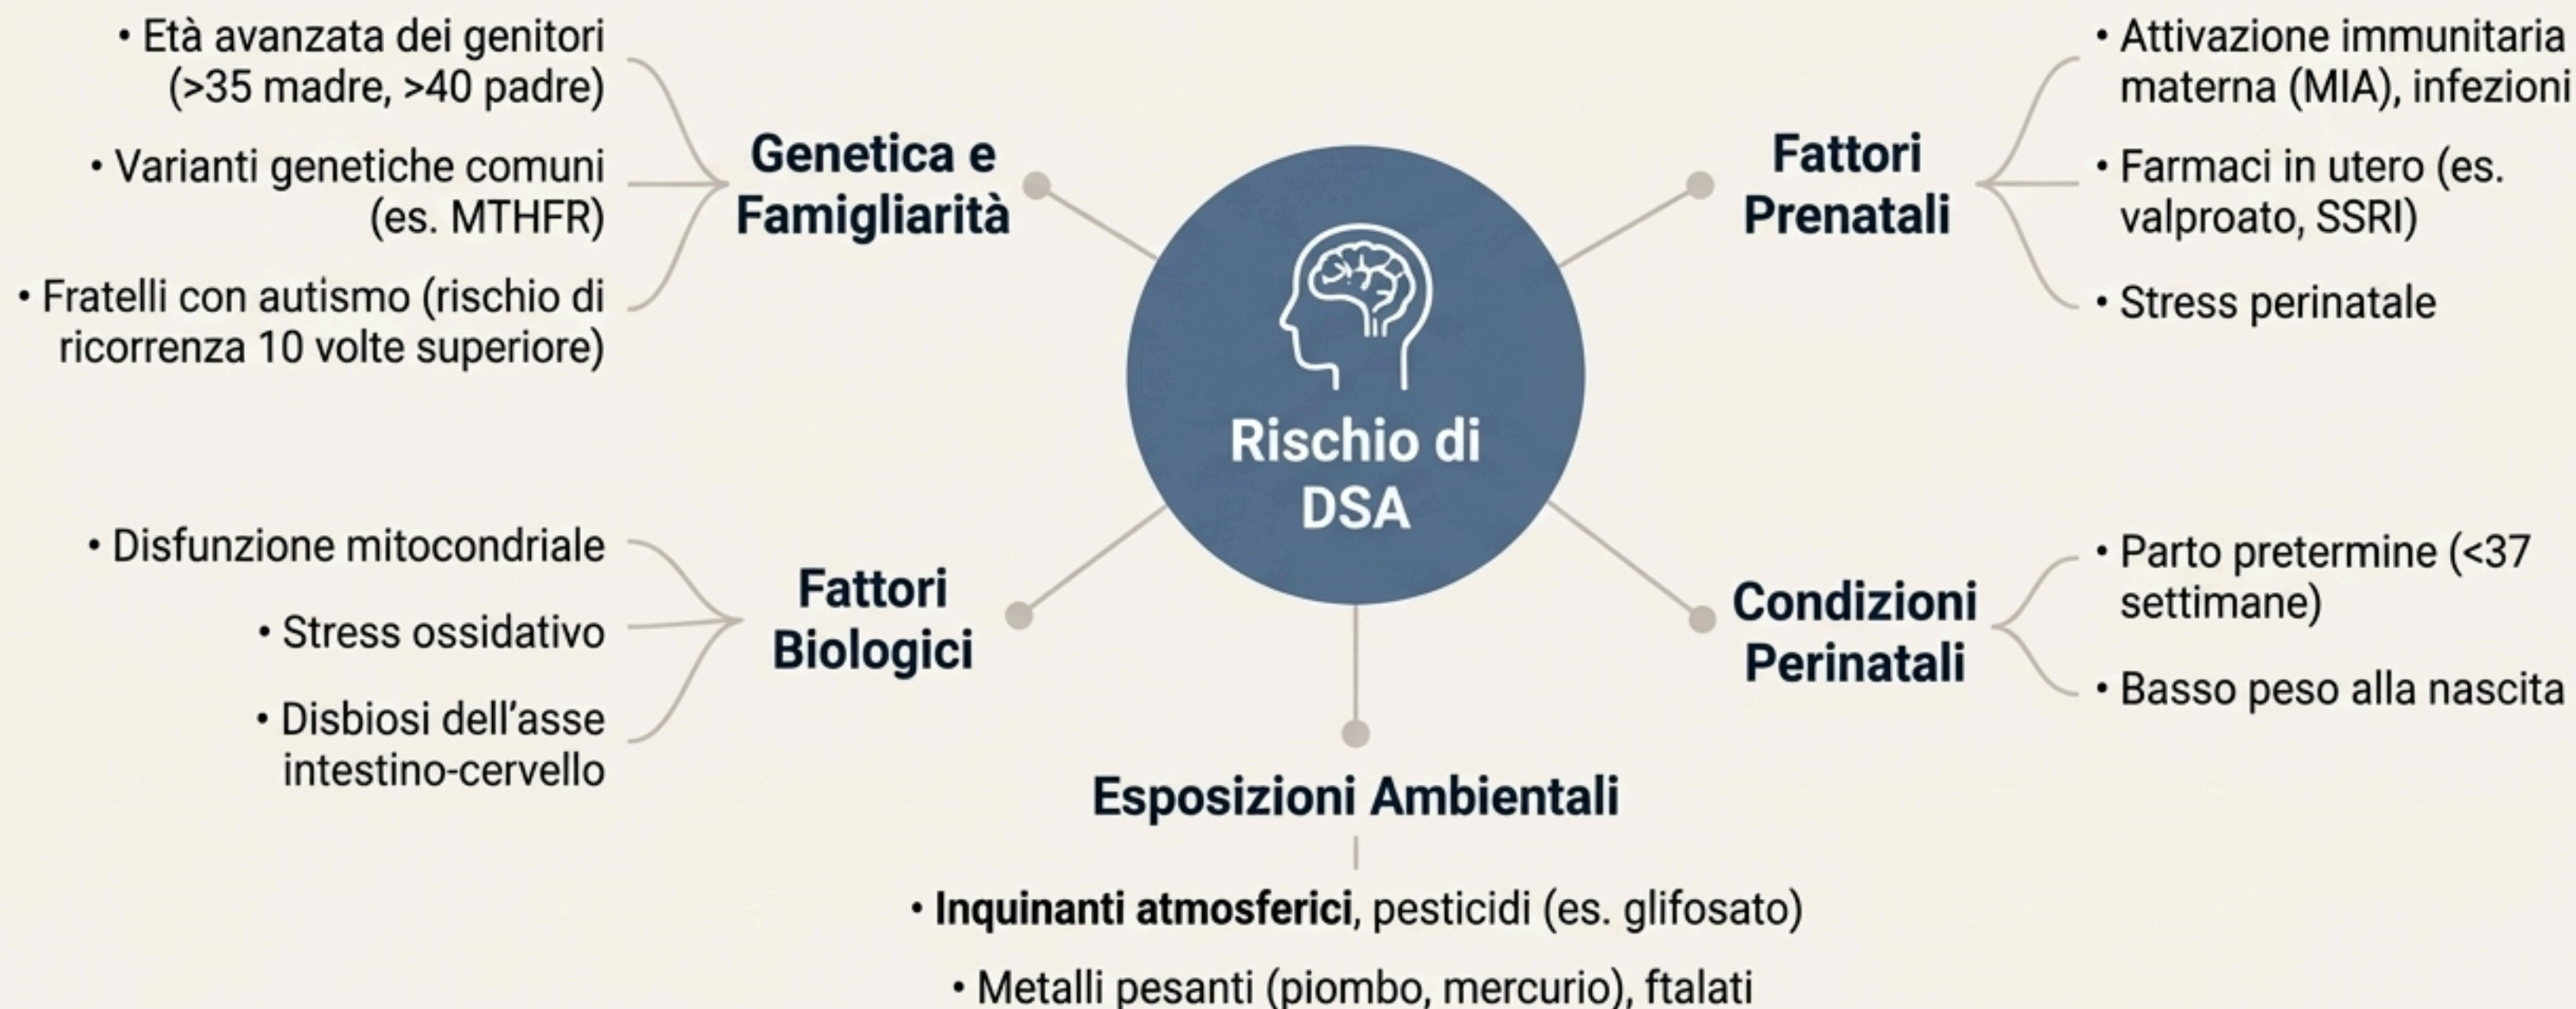 • Età avanzata dei genitori
(>35 madre, >40 padre)
• Varianti genetiche comuni
(es. MTHFR)
• Fratelli con autismo (rischio di
ricorrenza 10 volte superiore)
Genetica e
Famigliarità
Fattori
Prenatali
• Attivazione immunitaria
materna (MIA), infezioni
• Farmaci in utero (es.
valproato, SSRI)
• Stress perinatale
Rischio di
DSA
• Disfunzione mitocondriale
• Stress ossidativo
• Disbiosi dell’asse
intestino-cervello
Fattori
Biologici
Condizioni
Perinatali
• Parto pretermine (<37
settimane)
• Basso peso alla nascita
Esposizioni Ambientali
• Inquinanti atmosferici, pesticidi (es. glifosato)
• Metalli pesanti (piombo, mercurio), ftalati